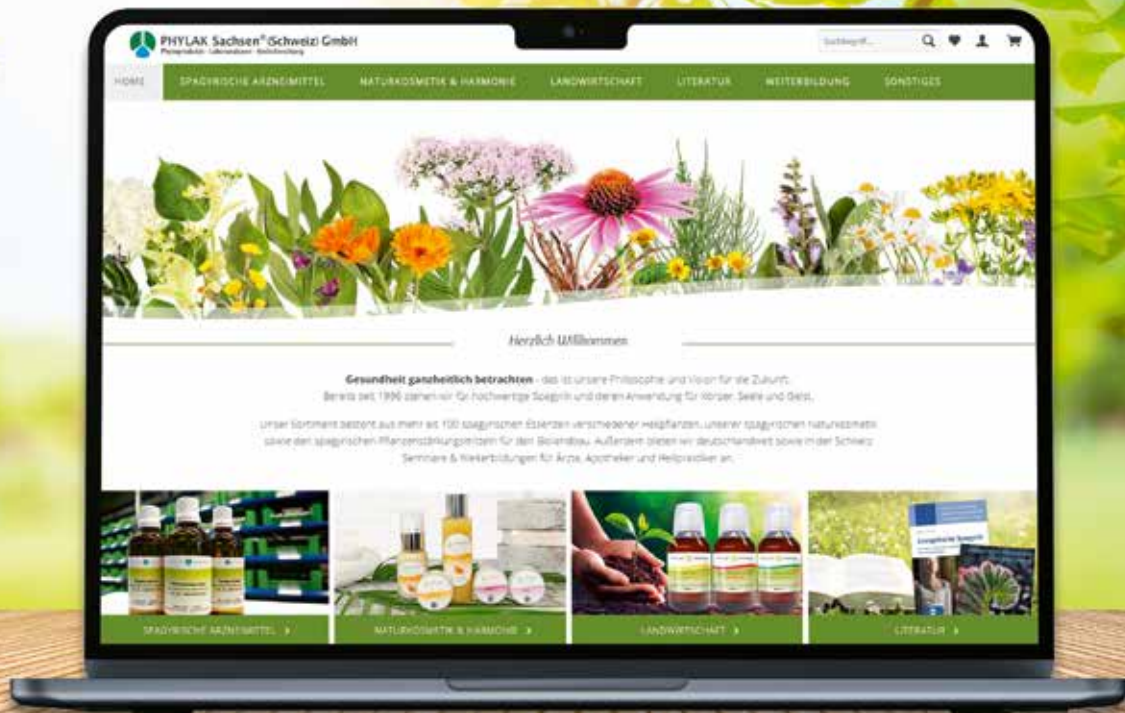 PHYLAK Sachsen® (Schweiz) GmbH
Suchbegriff...
HOME SPAGYRISCHE ARZNEIMITTEL NATURKOSMETIK & HARMONIE LANDWIRTSCHAFT LITERATUR WEITERBILDUNG SONSTIGES
Herzlich Willkommen
Gesundheit ganzheitlich betrachten - das ist unsere Philosophie und Vision für die Zukunft.
Bereits seit 1996 stehen wir für hochwertige Spagyrik und deren Anwendung für Körper, Seele und Geist.
Unser Sortiment besteht aus mehr als 100 spagyrischen Essenzen verschiedener Heilpflanzen, unserer spagyrischen Naturkosmetik
sowie den spagyrischen Pflanzenstärkungsmitteln für den Bioландbau. Außerdem bieten wir deutschlandweit sowie in der Schweiz
Seminare & Weiterbildungen für Ärzte, Apotheker und Heilpraktiker an.
SPAGYRISCHE ARZNEIMITTEL
NATURKOSMETIK & HARMONIE
LANDWIRTSCHAFT
LITERATUR